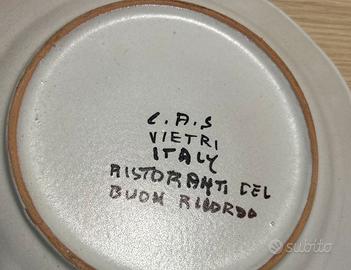 C.A.S
VIETRI
ITALY
RISTORANTI DEL
BUON RICORDO
subito